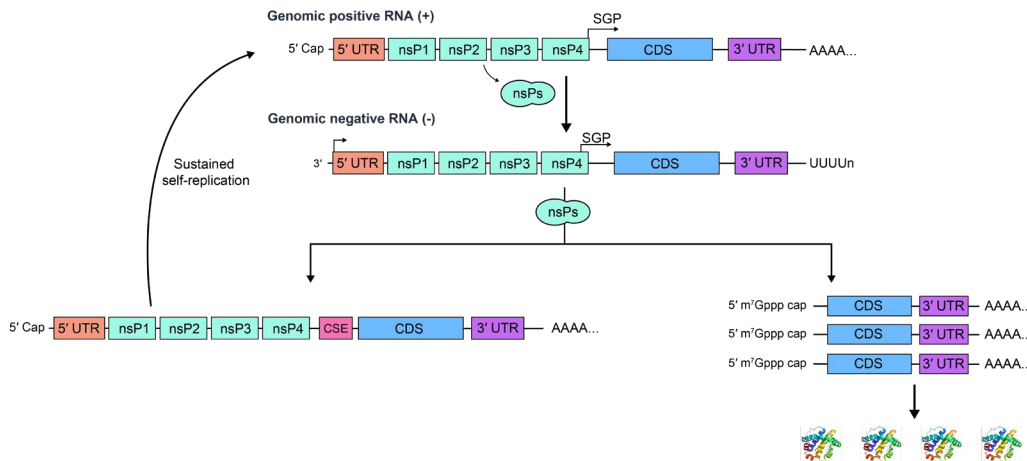 Genomic positive RNA (+)
SGP
5′ Cap 5′ UTR nsP1 nsP2 nsP3 nsP4 CDS 3′ UTR AAAA...
nsPs
Genomic negative RNA (-)
SGP
3′ 5′ UTR nsP1 nsP2 nsP3 nsP4 CDS 3′ UTR UUUUn
Sustained
self-replication
nsPs
5′ Cap 5′ UTR nsP1 nsP2 nsP3 nsP4 CSE CDS 3′ UTR AAAA...
5′ m⁷Gppp cap CDS 3′ UTR AAAA..
5′ m⁷Gppp cap CDS 3′ UTR AAAA..
5′ m⁷Gppp cap CDS 3′ UTR AAAA..